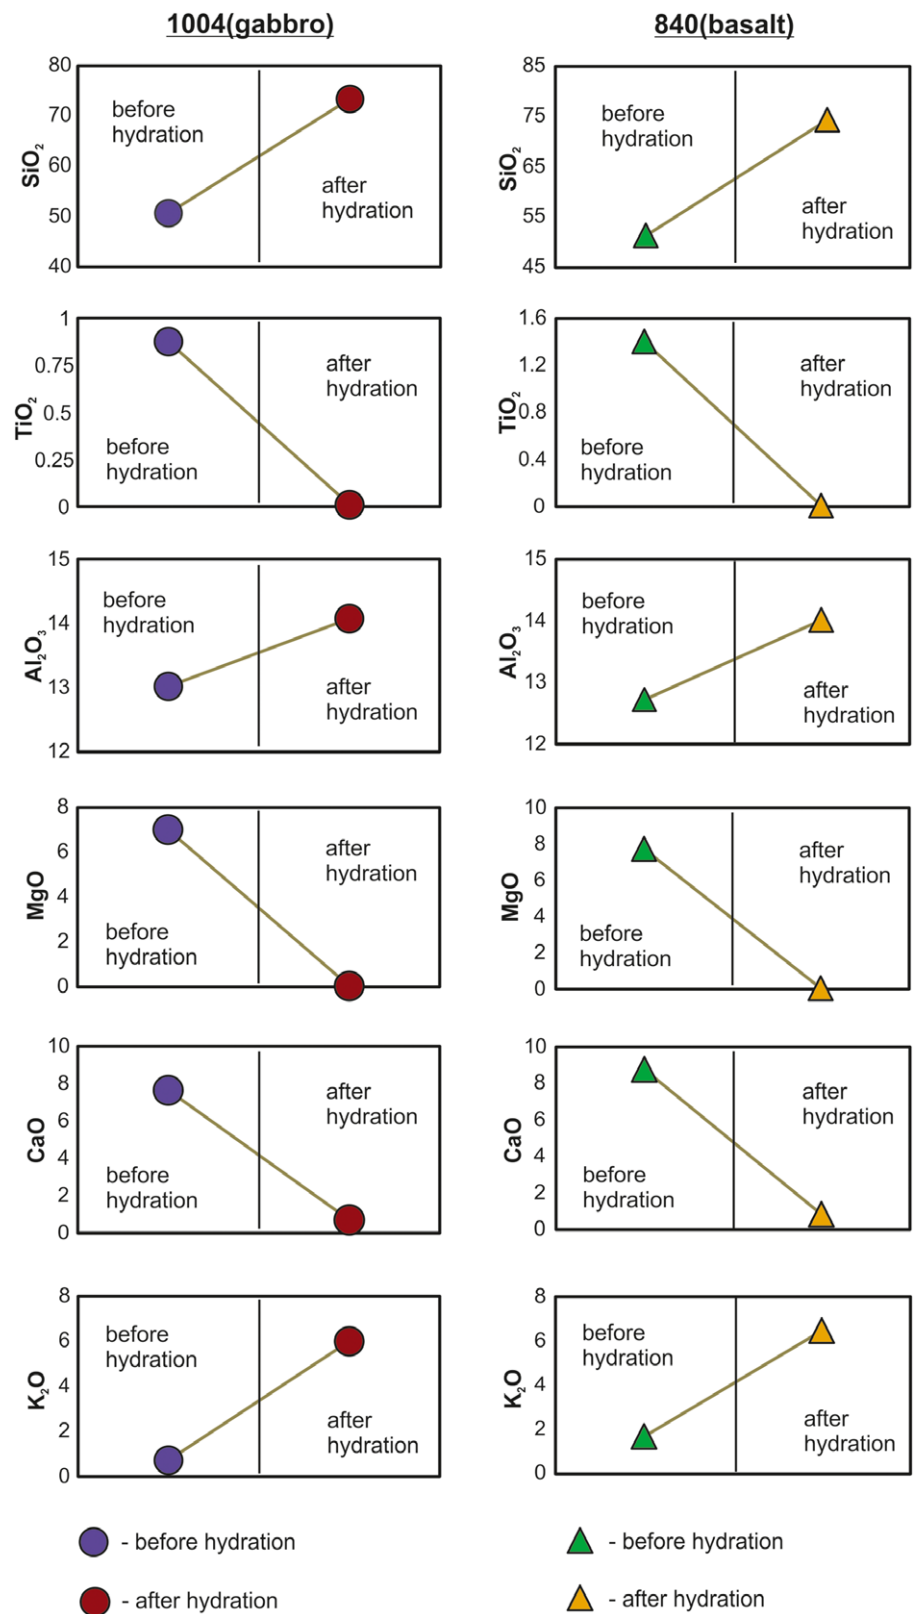 1004(gabbro)
80
70
60
50
40
SiO₂
before
hydration
after
hydration
1
0.75
0.5
0.25
0
TiO₂
before
hydration
after
hydration
15
14
13
12
Al₂O₃
before
hydration
after
hydration
8
6
4
2
0
MgO
before
hydration
after
hydration
10
8
6
4
2
0
CaO
before
hydration
after
hydration
8
6
4
2
0
K₂O
before
hydration
after
hydration
- before hydration
- after hydration
840(basalt)
85
75
65
55
45
SiO₂
before
hydration
after
hydration
1.6
1.2
0.8
0.4
0
TiO₂
before
hydration
after
hydration
15
14
13
12
Al₂O₃
before
hydration
after
hydration
10
8
6
4
2
0
MgO
before
hydration
after
hydration
10
8
6
4
2
0
CaO
before
hydration
after
hydration
8
6
4
2
0
K₂O
before
hydration
after
hydration
- before hydration
- after hydration